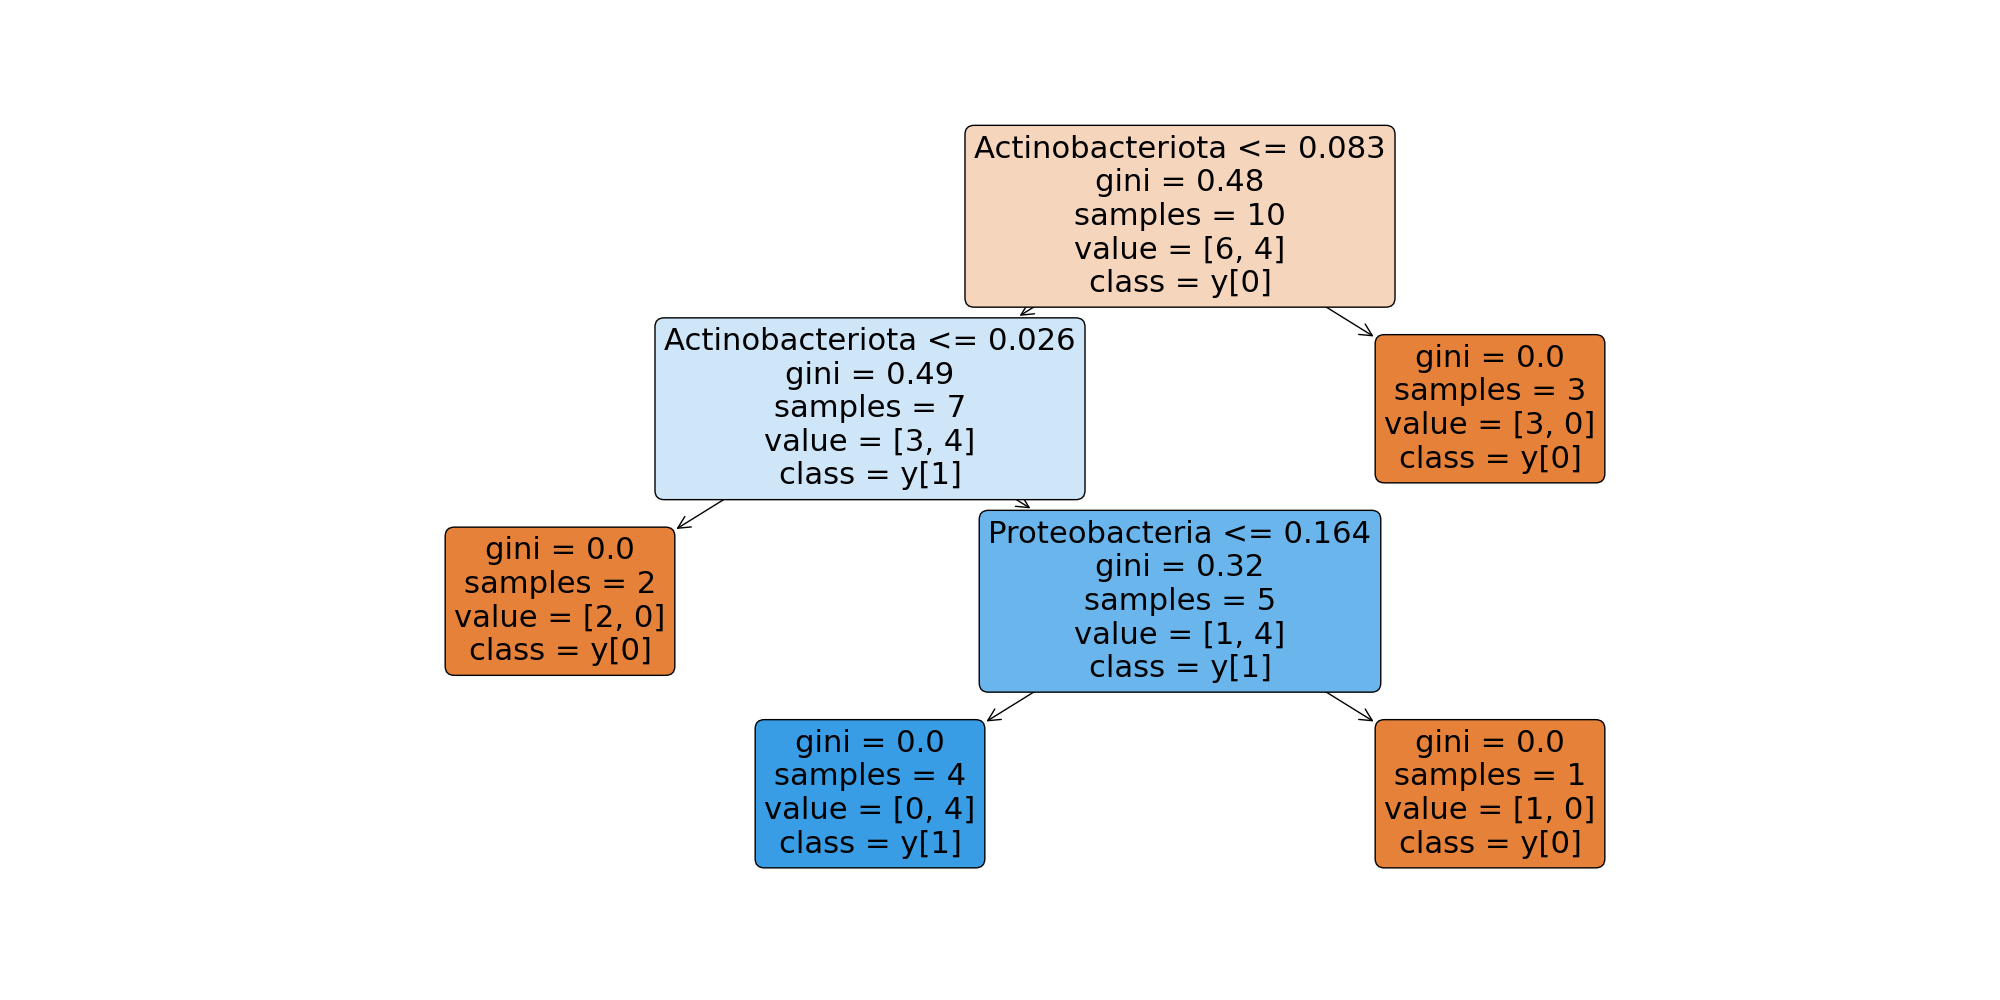 Actinobacteriota <= 0.083
gini = 0.48
samples = 10
value = [6, 4]
class = y[0]
Actinobacteriota <= 0.026
gini = 0.49
samples = 7
value = [3, 4]
class = y[1]
gini = 0.0
samples = 3
value = [3, 0]
class = y[0]
gini = 0.0
samples = 2
value = [2, 0]
class = y[0]
Proteobacteria <= 0.164
gini = 0.32
samples = 5
value = [1, 4]
class = y[1]
gini = 0.0
samples = 4
value = [0, 4]
class = y[1]
gini = 0.0
samples = 1
value = [1, 0]
class = y[0]